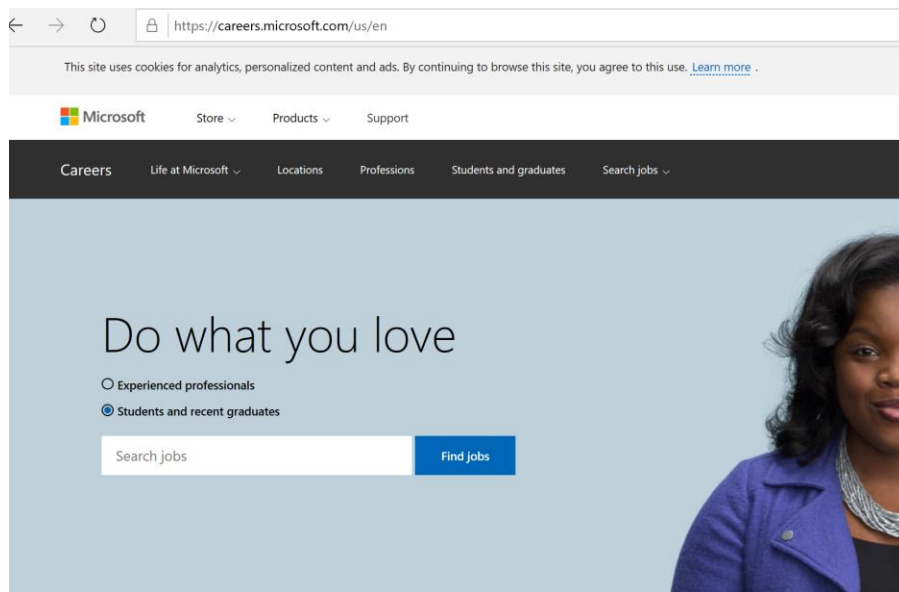 https://careers.microsoft.com/us/en
This site uses cookies for analytics, personalized content and ads. By continuing to browse this site, you agree to this use. Learn more .
Microsoft Store Products Support
Careers Life at Microsoft Locations Professions Students and graduates Search jobs
Do what you love
Experienced professionals
Students and recent graduates
Search jobs Find jobs